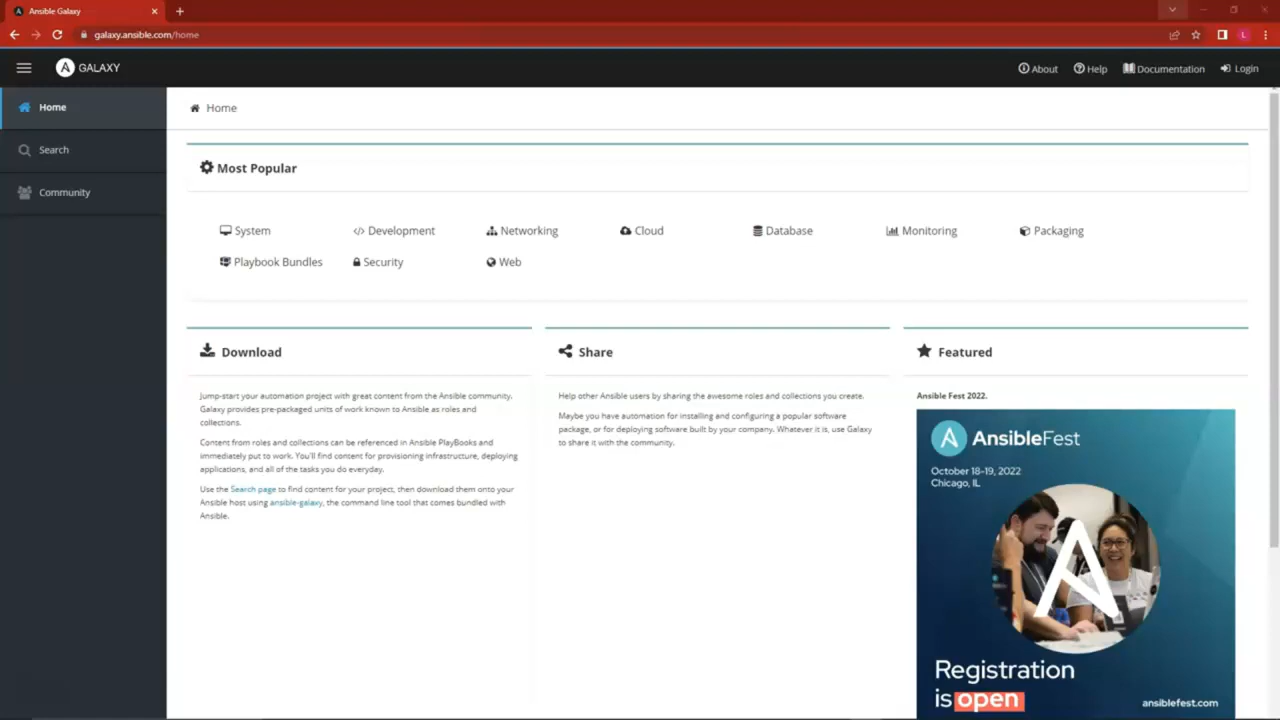 Ansible Galaxy
galaxy.ansible.com/home
L
GALAXY
About
Help
Documentation
Login
Home
Search
Community
Home
Most Popular
System
Development
Networking
Cloud
Database
Monitoring
Packaging
Playbook Bundles
Security
Web
Download
Jump-start your automation project with great content from the Ansible community.
Galaxy provides pre-packaged units of work known to Ansible as roles and
collections.
Content from roles and collections can be referenced in Ansible PlayBooks and
immediately put to work. You'll find content for provisioning infrastructure, deploying
applications, and all of the tasks you do everyday.
Use the Search page to find content for your project, then download them onto your
Ansible host using ansible-galaxy, the command line tool that comes bundled with
Ansible.
Share
Help other Ansible users by sharing the awesome roles and collections you create.
Maybe you have automation for installing and configuring a popular software
package, or for deploying software built by your company. Whatever it is, use Galaxy
to share it with the community.
Featured
Ansible Fest 2022.
AnsibleFest
October 18-19, 2022
Chicago, IL
Registration
is open
ansiblefest.com